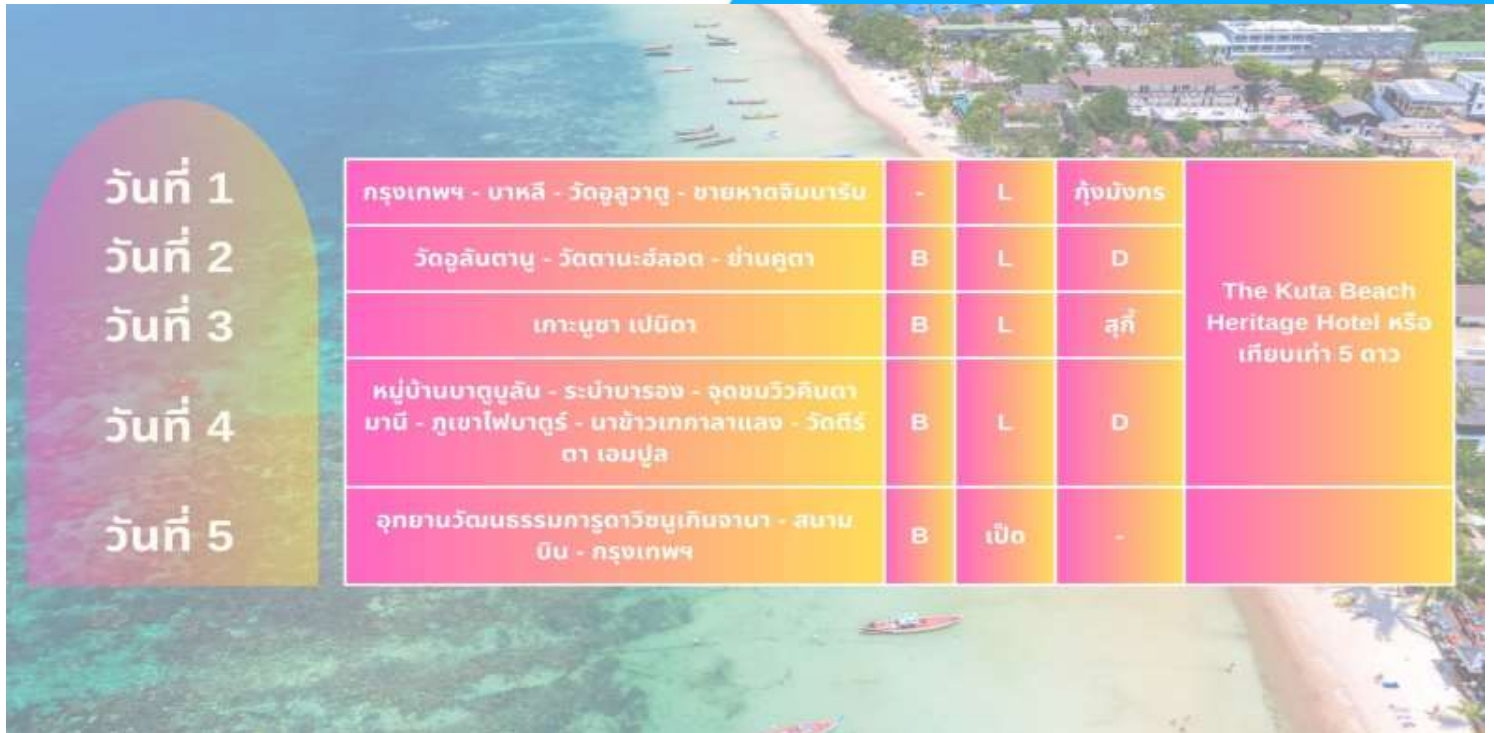 วันที่ 1
กรุงเทพฯ - บาหลี - วัดอูลูวาตู - ชายหาดจิมบารัน
-
L
กุ้งมังกร
The Kuta Beach
Heritage Hotel หรือ
เทียบเท่า 5 ดาว
วันที่ 2
วัดอูลันดานู - วัดตานะฮ์ลอต - ย่านคูตา
B
L
D
วันที่ 3
เกาะนูซา เปนิดา
B
L
สุกี้
วันที่ 4
หมู่บ้านบาตูบูลัน - ระบำบารอง - จุดชมวิวคินตา
มานี - ภูเขาไฟบาตูร์ - นาข้าวเทกาลาแลง - วัดตีร์
ตา เอมปูล
B
L
D
วันที่ 5
อุทยานวัฒนธรรมการูดาวิษนูเก็นจานา - สนาม
บิน - กรุงเทพฯ
B
เป็ด
-